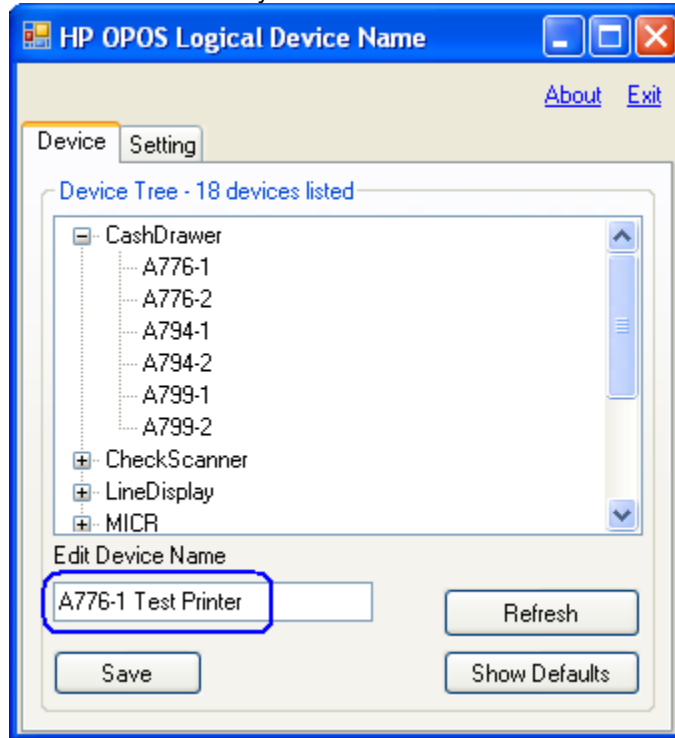 HP OPOS Logical Device Name
About Exit
Device Setting
Device Tree - 18 devices listed
CashDrawer
A776-1
A776-2
A794-1
A794-2
A799-1
A799-2
CheckScanner
LineDisplay
MICR
Edit Device Name
A776-1 Test Printer
Refresh
Save Show Defaults